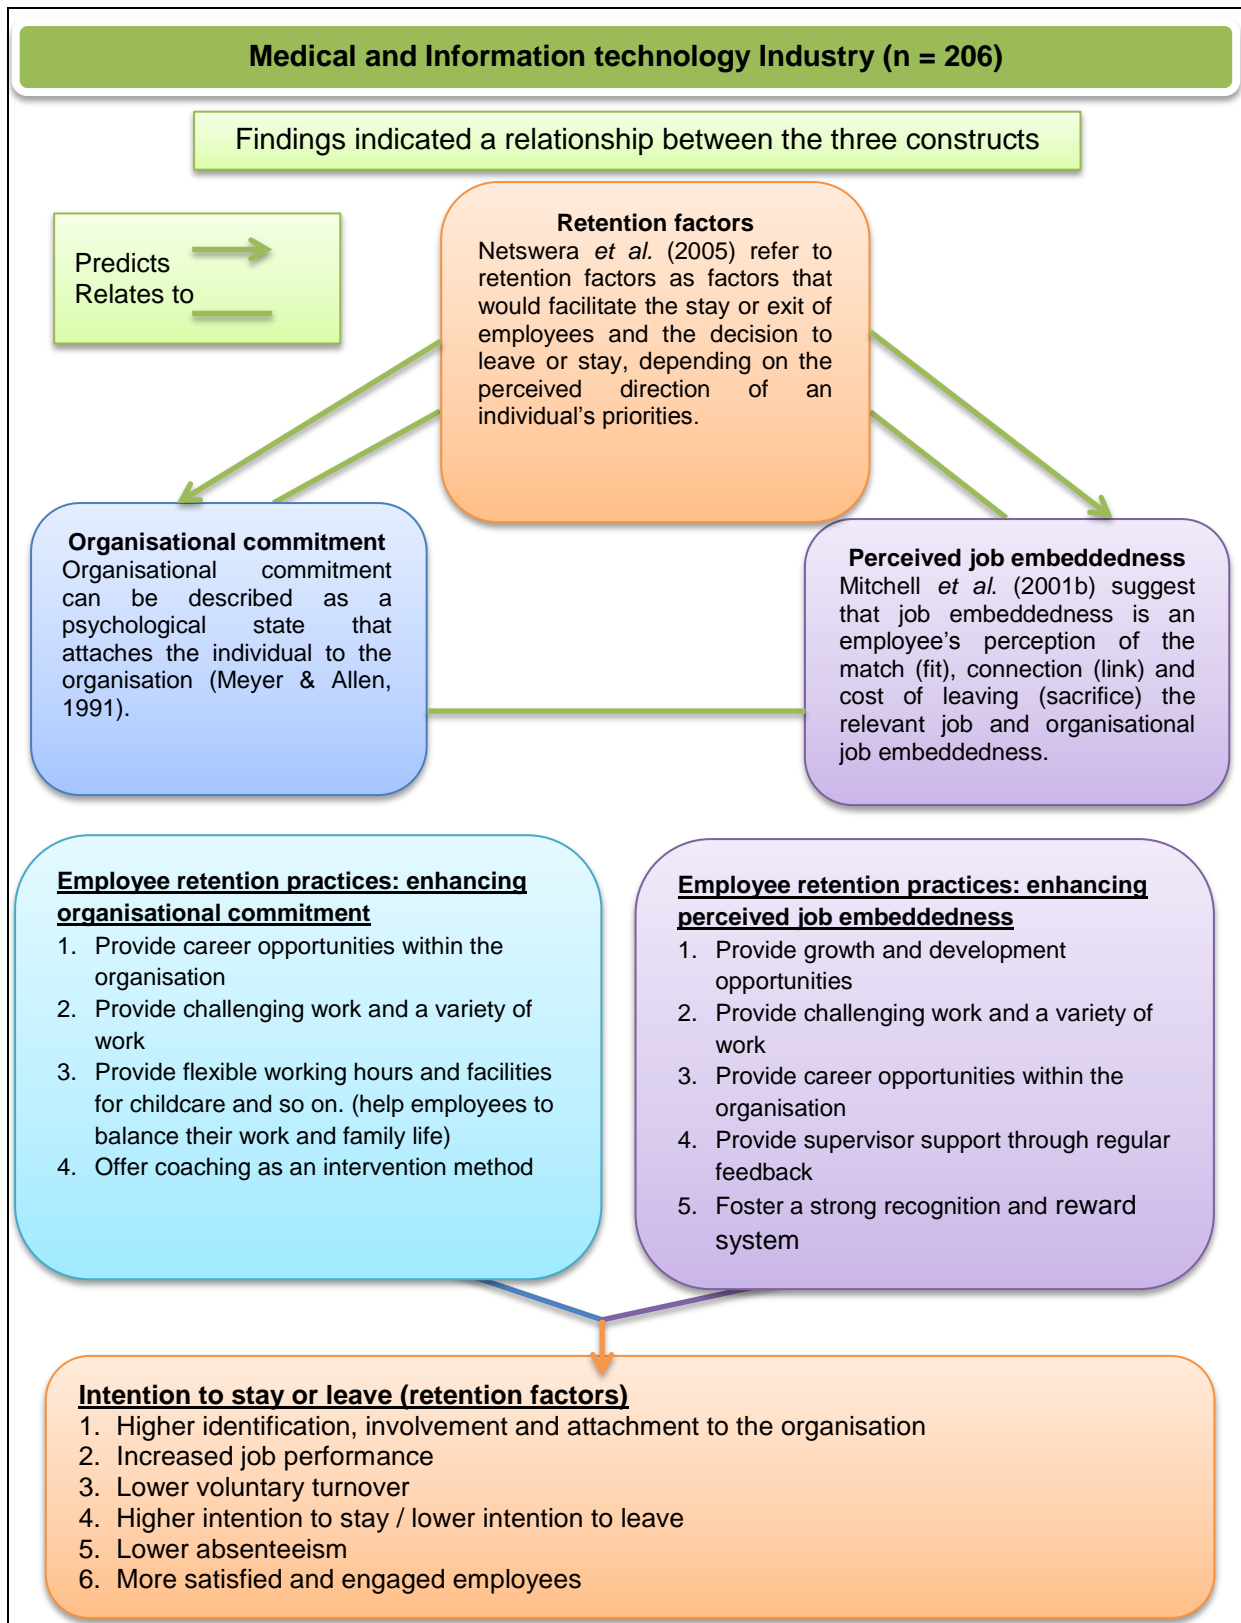 Medical and Information technology Industry (n = 206)
Findings indicated a relationship between the three constructs
Predicts
Relates to
Retention factors
Netswera et al. (2005) refer to
retention factors as factors that
would facilitate the stay or exit of
employees and the decision to
leave or stay, depending on the
perceived direction of an
individual’s priorities.
Organisational commitment
Organisational commitment
can be described as a
psychological state that
attaches the individual to the
organisation (Meyer & Allen,
1991).
Perceived job embeddedness
Mitchell et al. (2001b) suggest
that job embeddedness is an
employee’s perception of the
match (fit), connection (link) and
cost of leaving (sacrifice) the
relevant job and organisational
job embeddedness.
Employee retention practices: enhancing
organisational commitment
1. Provide career opportunities within the
organisation
2. Provide challenging work and a variety of
work
3. Provide flexible working hours and facilities
for childcare and so on. (help employees to
balance their work and family life)
4. Offer coaching as an intervention method
Employee retention practices: enhancing
perceived job embeddedness
1. Provide growth and development
opportunities
2. Provide challenging work and a variety of
work
3. Provide career opportunities within the
organisation
4. Provide supervisor support through regular
feedback
5. Foster a strong recognition and reward
system
Intention to stay or leave (retention factors)
1. Higher identification, involvement and attachment to the organisation
2. Increased job performance
3. Lower voluntary turnover
4. Higher intention to stay / lower intention to leave
5. Lower absenteeism
6. More satisfied and engaged employees